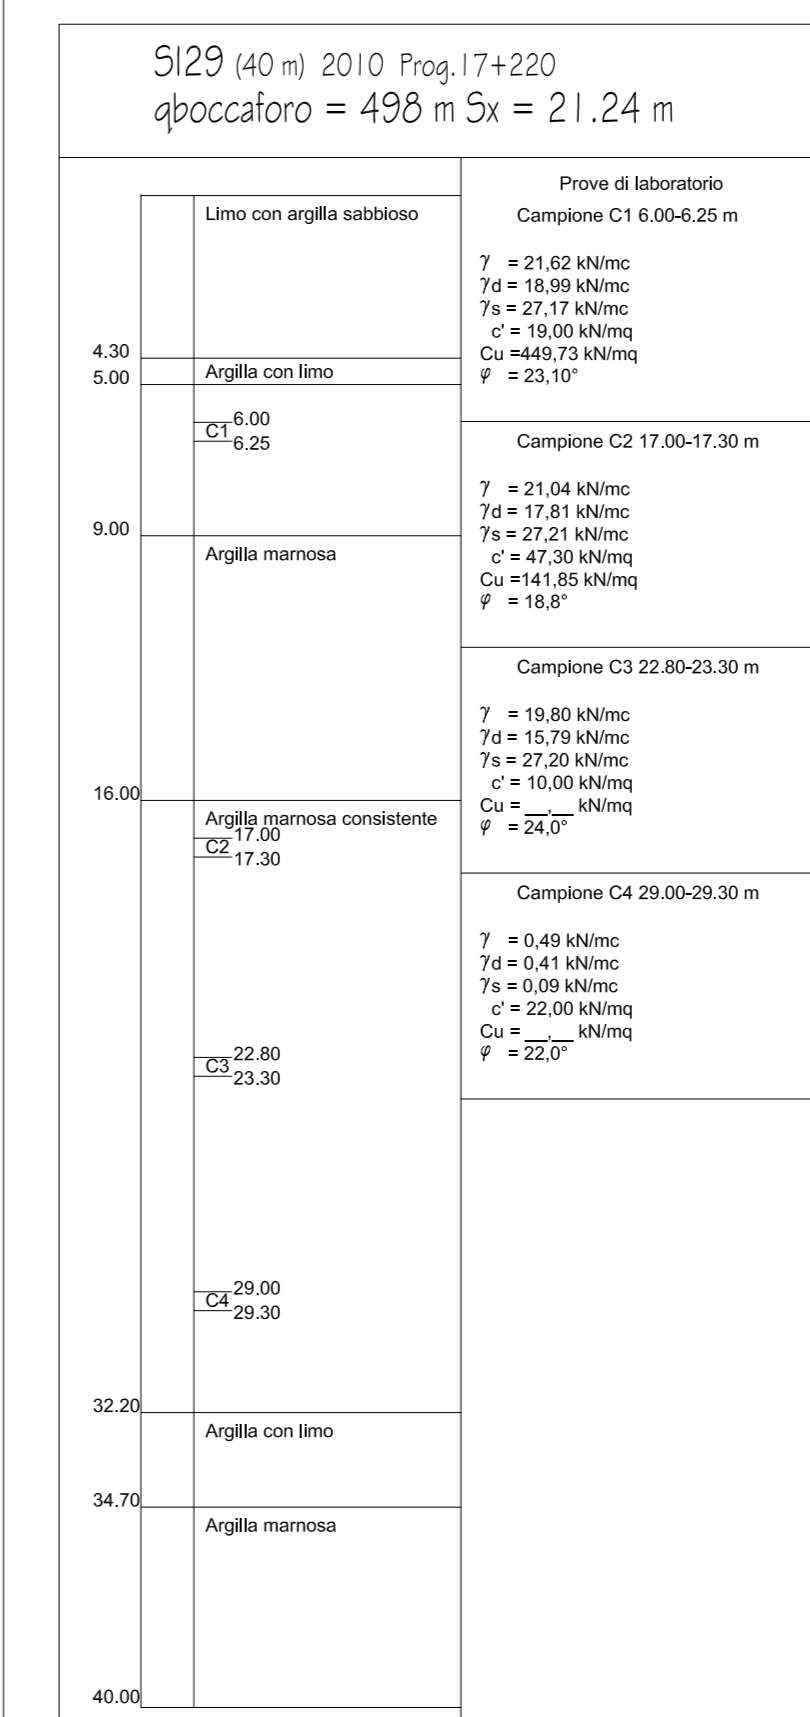 SI29 (40 m) 2010 Prog.17+220
qboccaforo = 498 m Sx = 21.24 m
Limo con argilla sabbioso
4.30
5.00
Argilla con limo
6.00
C1
6.25
9.00
Argilla marnosa
16.00
Argilla marnosa consistente
17.00
C2
17.30
22.80
C3
23.30
29.00
C4
29.30
32.20
Argilla con limo
34.70
Argilla marnosa
40.00
Prove di laboratorio
Campione C1 6.00-6.25 m
γ = 21,62 kN/mc
γd = 18,99 kN/mc
γs = 27,17 kN/mc
c' = 19,00 kN/mq
Cu =449,73 kN/mq
φ = 23,10°
Campione C2 17.00-17.30 m
γ = 21,04 kN/mc
γd = 17,81 kN/mc
γs = 27,21 kN/mc
c' = 47,30 kN/mq
Cu =141,85 kN/mq
φ = 18,8°
Campione C3 22.80-23.30 m
γ = 19,80 kN/mc
γd = 15,79 kN/mc
γs = 27,20 kN/mc
c' = 10,00 kN/mq
Cu = __,__ kN/mq
φ = 24,0°
Campione C4 29.00-29.30 m
γ = 0,49 kN/mc
γd = 0,41 kN/mc
γs = 0,09 kN/mc
c' = 22,00 kN/mq
Cu = __,__ kN/mq
φ = 22,0°